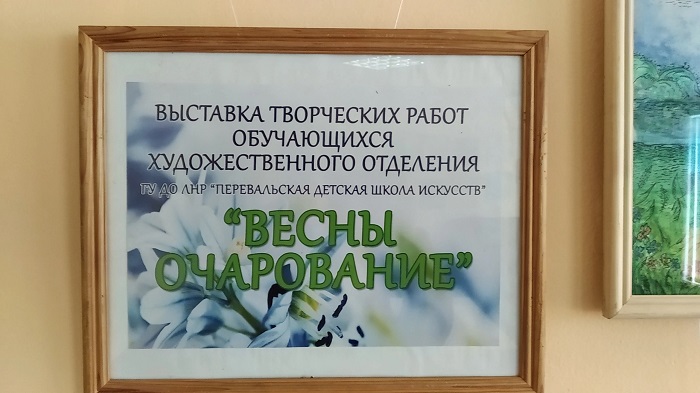 ВЫСТАВКА ТВОРЧЕСКИХ РАБОТ
ОБУЧАЮЩИХСЯ
ХУДОЖЕСТВЕННОГО ОТДЕЛЕНИЯ
ГУ ДО ЛНР "ПЕРЕВАЛЬСКАЯ ДЕТСКАЯ ШКОЛА ИСКУССТВ"
"ВЕСНЫ
ОЧАРОВАНИЕ"